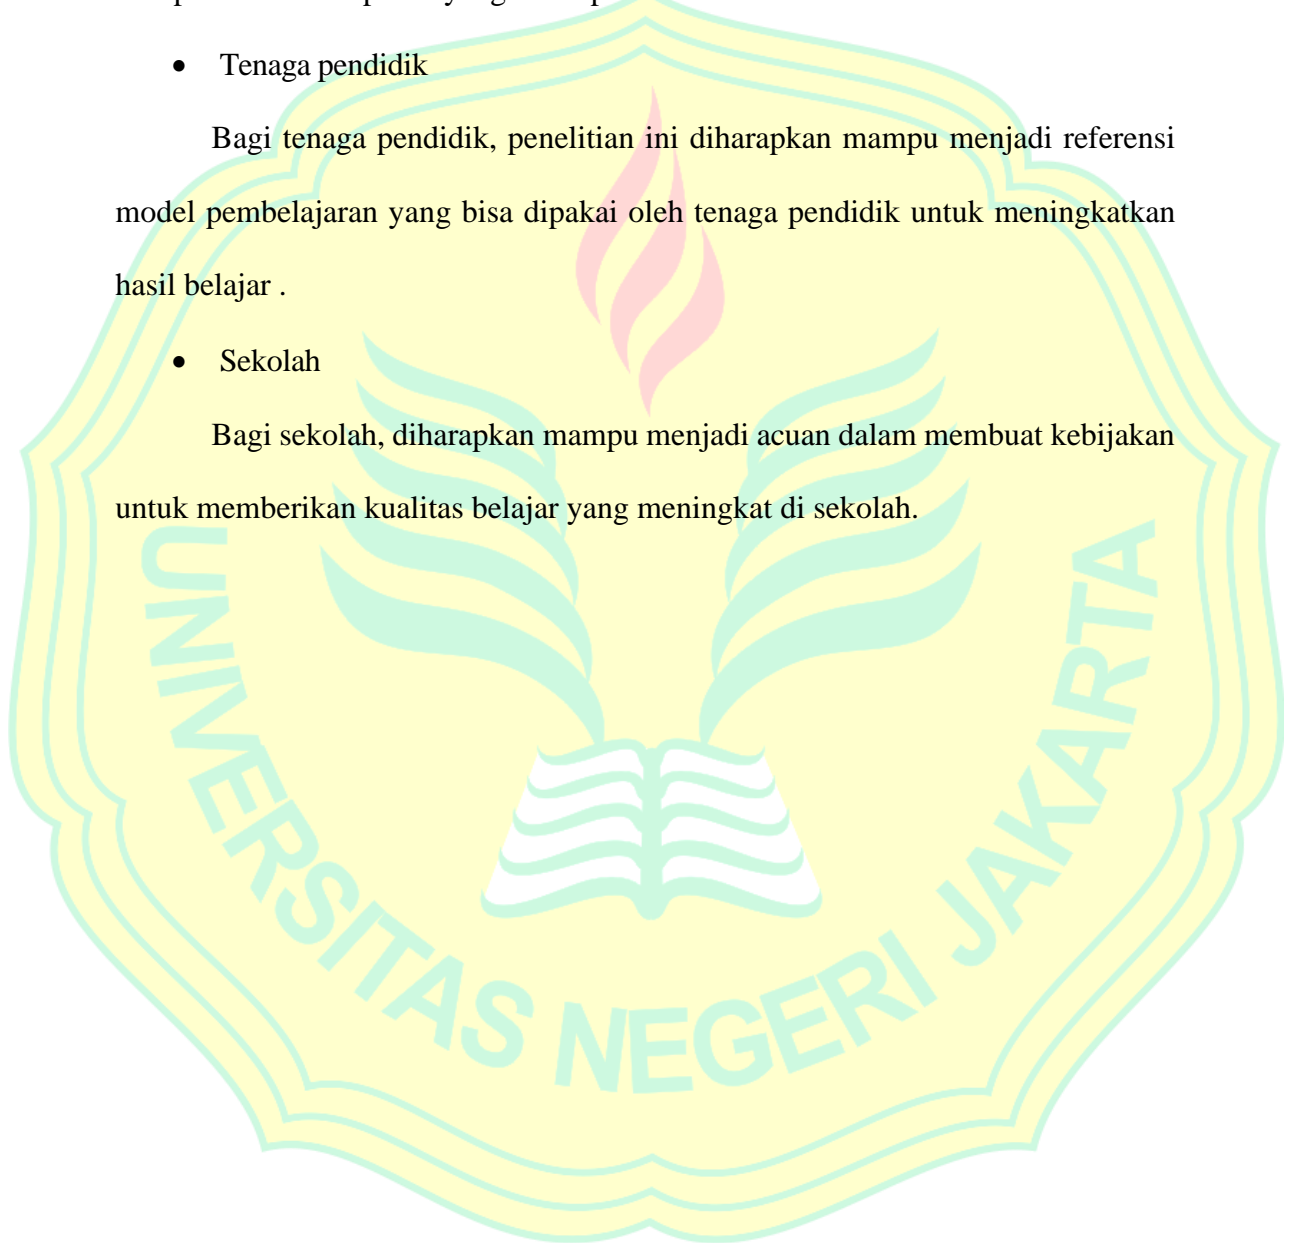 • Tenaga pendidik
Bagi tenaga pendidik, penelitian ini diharapkan mampu menjadi referensi
model pembelajaran yang bisa dipakai oleh tenaga pendidik untuk meningkatkan
hasil belajar .
• Sekolah
Bagi sekolah, diharapkan mampu menjadi acuan dalam membuat kebijakan
untuk memberikan kualitas belajar yang meningkat di sekolah.
UNIVERSITAS NEGERI JAKARTA